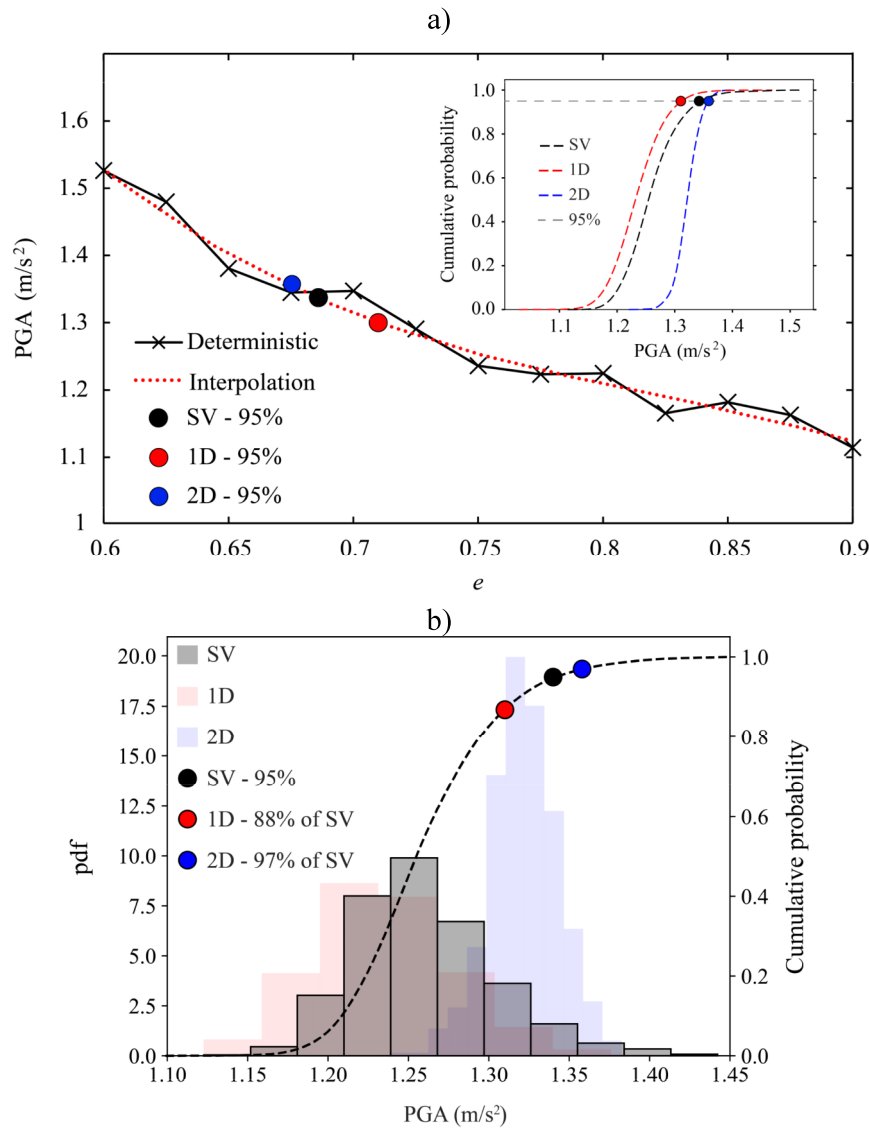 a)
PGA (m/s²)
1.6
1.5
1.4
1.3
1.2
1.1
1
0.6
0.65
0.7
0.75
0.8
0.85
0.9
e
Deterministic
Interpolation
SV - 95%
1D - 95%
2D - 95%
Cumulative probability
1.0
0.8
0.6
0.4
0.2
0.0
SV
1D
2D
95%
1.1
1.2
1.3
1.4
1.5
PGA (m/s²)
b)
pdf
20.0
17.5
15.0
12.5
10.0
7.5
5.0
2.5
0.0
SV
1D
2D
SV - 95%
1D - 88% of SV
2D - 97% of SV
1.0
0.8
0.6
0.4
0.2
0.0
Cumulative probability
1.10
1.20
1.25
1.30
1.35
1.40
1.45
PGA (m/s²)